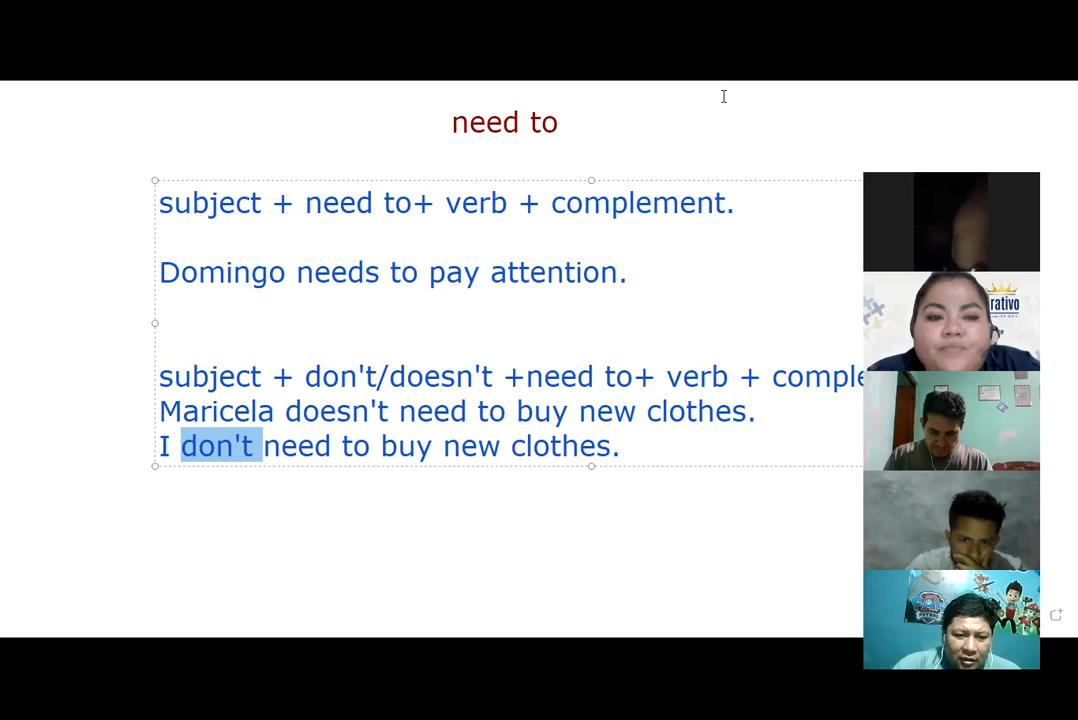 need to
subject + need to+ verb + complement.
Domingo needs to pay attention.
subject + don't/doesn't +need to+ verb + comple
Maricela doesn't need to buy new clothes.
I don't need to buy new clothes.
rativo